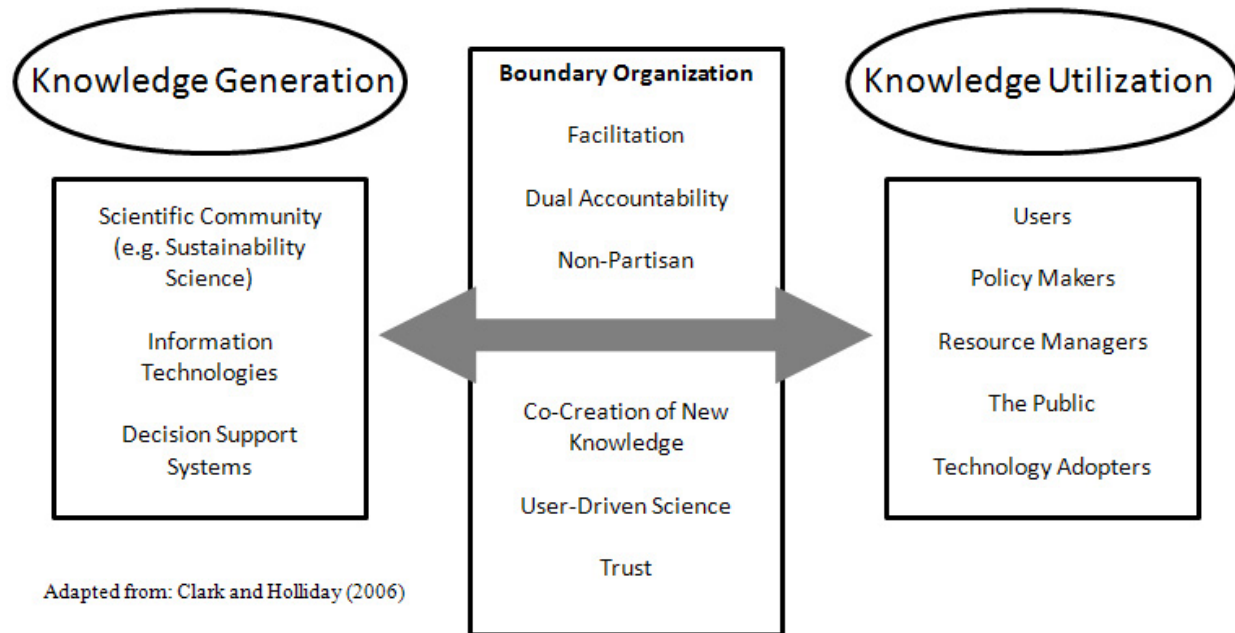 Knowledge Generation
Scientific Community
(e.g. Sustainability
Science)
Information
Technologies
Decision Support
Systems
Adapted from: Clark and Holliday (2006)
Boundary Organization
Facilitation
Dual Accountability
Non-Partisan
Co-Creation of New
Knowledge
User-Driven Science
Trust
Knowledge Utilization
Users
Policy Makers
Resource Managers
The Public
Technology Adopters